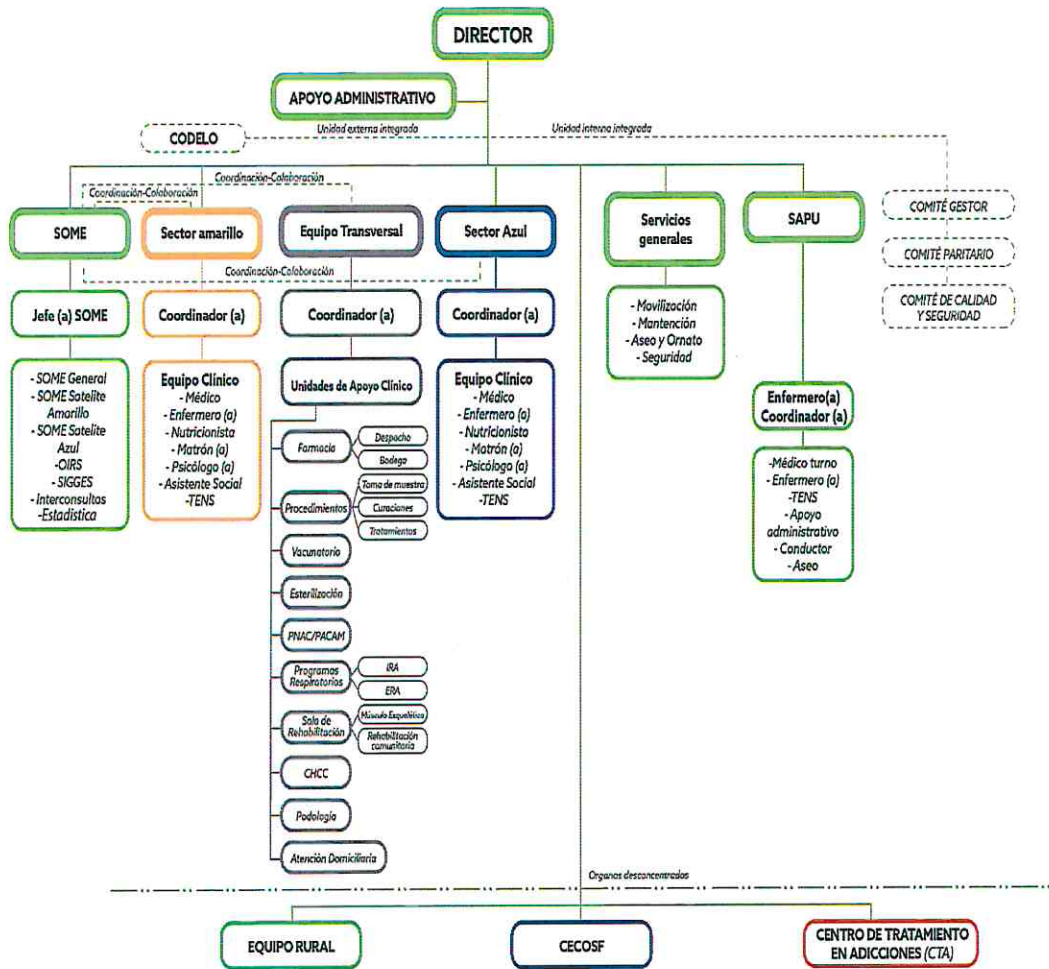 DIRECTOR
APOYO ADMINISTRATIVO
Unidad externa integrada
Unidad interna integrada
CODELO
Coordinación-Colaboración
Coordinación-Colaboración
SOME
Sector amarillo
Equipo Transversal
Sector Azul
Servicios
generales
SAPU
COMITÉ GESTOR
COMITÉ PARITARIO
COMITÉ DE CALIDAD
Y SEGURIDAD
Coordinación-Colaboración
Jefe (a) SOME
Coordinador (a)
Coordinador (a)
Coordinador (a)
- Movilización
- Mantención
- Aseo y Ornato
- Seguridad
- SOME General
- SOME Satelite
Amarillo
- SOME Satelite
Azul
- OIRS
- SIGGES
- Interconsultas
-Estadística
Equipo Clínico
- Médico
- Enfermero (a)
- Nutricionista
- Matrón (a)
- Psicólogo (a)
- Asistente Social
-TENS
Unidades de Apoyo Clínico
Farmacia
Despacho
Bodega
Procedimientos
Toma de muestra
Curaciones
Tratamientos
Vacunatorio
Esterilización
PNAC/PACAM
Programas
Respiratorios
IRA
ERA
Sala de
Rehabilitación
Músculo Esquelético
Rehabilitación
comunitaria
CHCC
Podología
Atención Domiciliaria
Equipo Clínico
- Médico
- Enfermero (a)
- Nutricionista
- Matrón (a)
- Psicólogo (a)
- Asistente Social
-TENS
Enfermero(a)
Coordinador (a)
-Médico turno
- Enfermero (a)
-TENS
- Apoyo
administrativo
- Conductor
- Aseo
Organos desconcentrados
EQUIPO RURAL
CECOSF
CENTRO DE TRATAMIENTO
EN ADICCIONES (CTA)